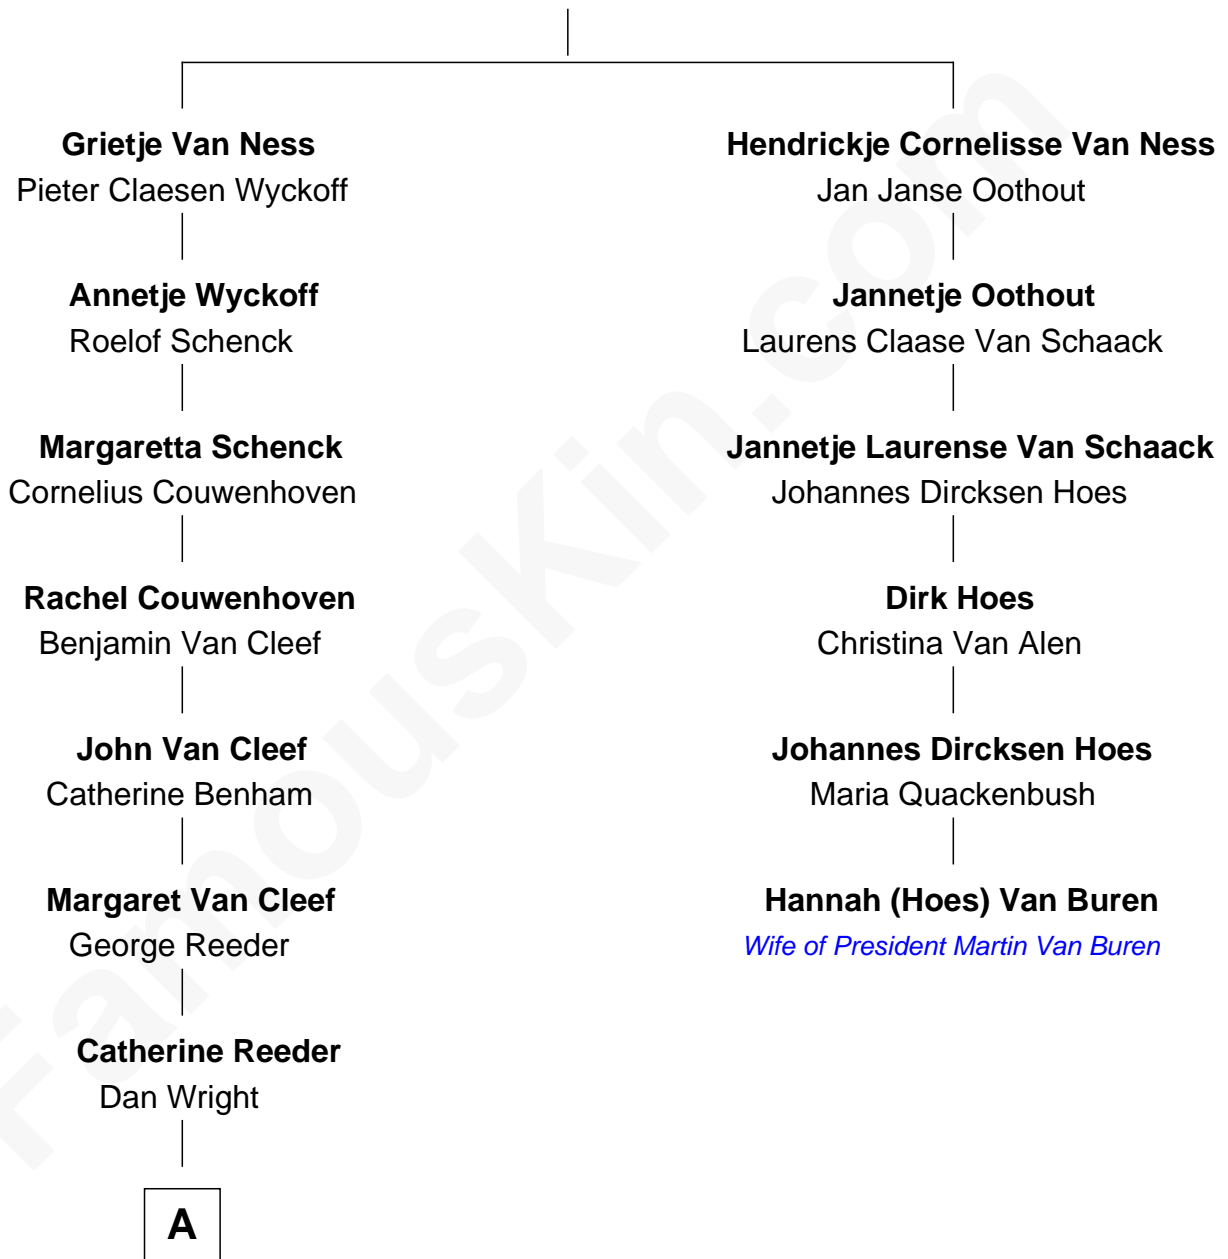 Grietje Van Ness
Pieter Claesen Wyckoff
Annetje Wyckoff
Roelof Schenck
Margaretta Schenck
Cornelius Couwenhoven
Rachel Couwenhoven
Benjamin Van Cleef
John Van Cleef
Catherine Benham
Margaret Van Cleef
George Reeder
Catherine Reeder
Dan Wright
A
Hendrickje Cornelisse Van Ness
Jan Janse Oothout
Jannetje Oothout
Laurens Claase Van Schaack
Jannetje Laurense Van Schaack
Johannes Dircksen Hoes
Dirk Hoes
Christina Van Alen
Johannes Dircksen Hoes
Maria Quackenbush
Hannah (Hoes) Van Buren
Wife of President Martin Van Buren
FamousKin.com